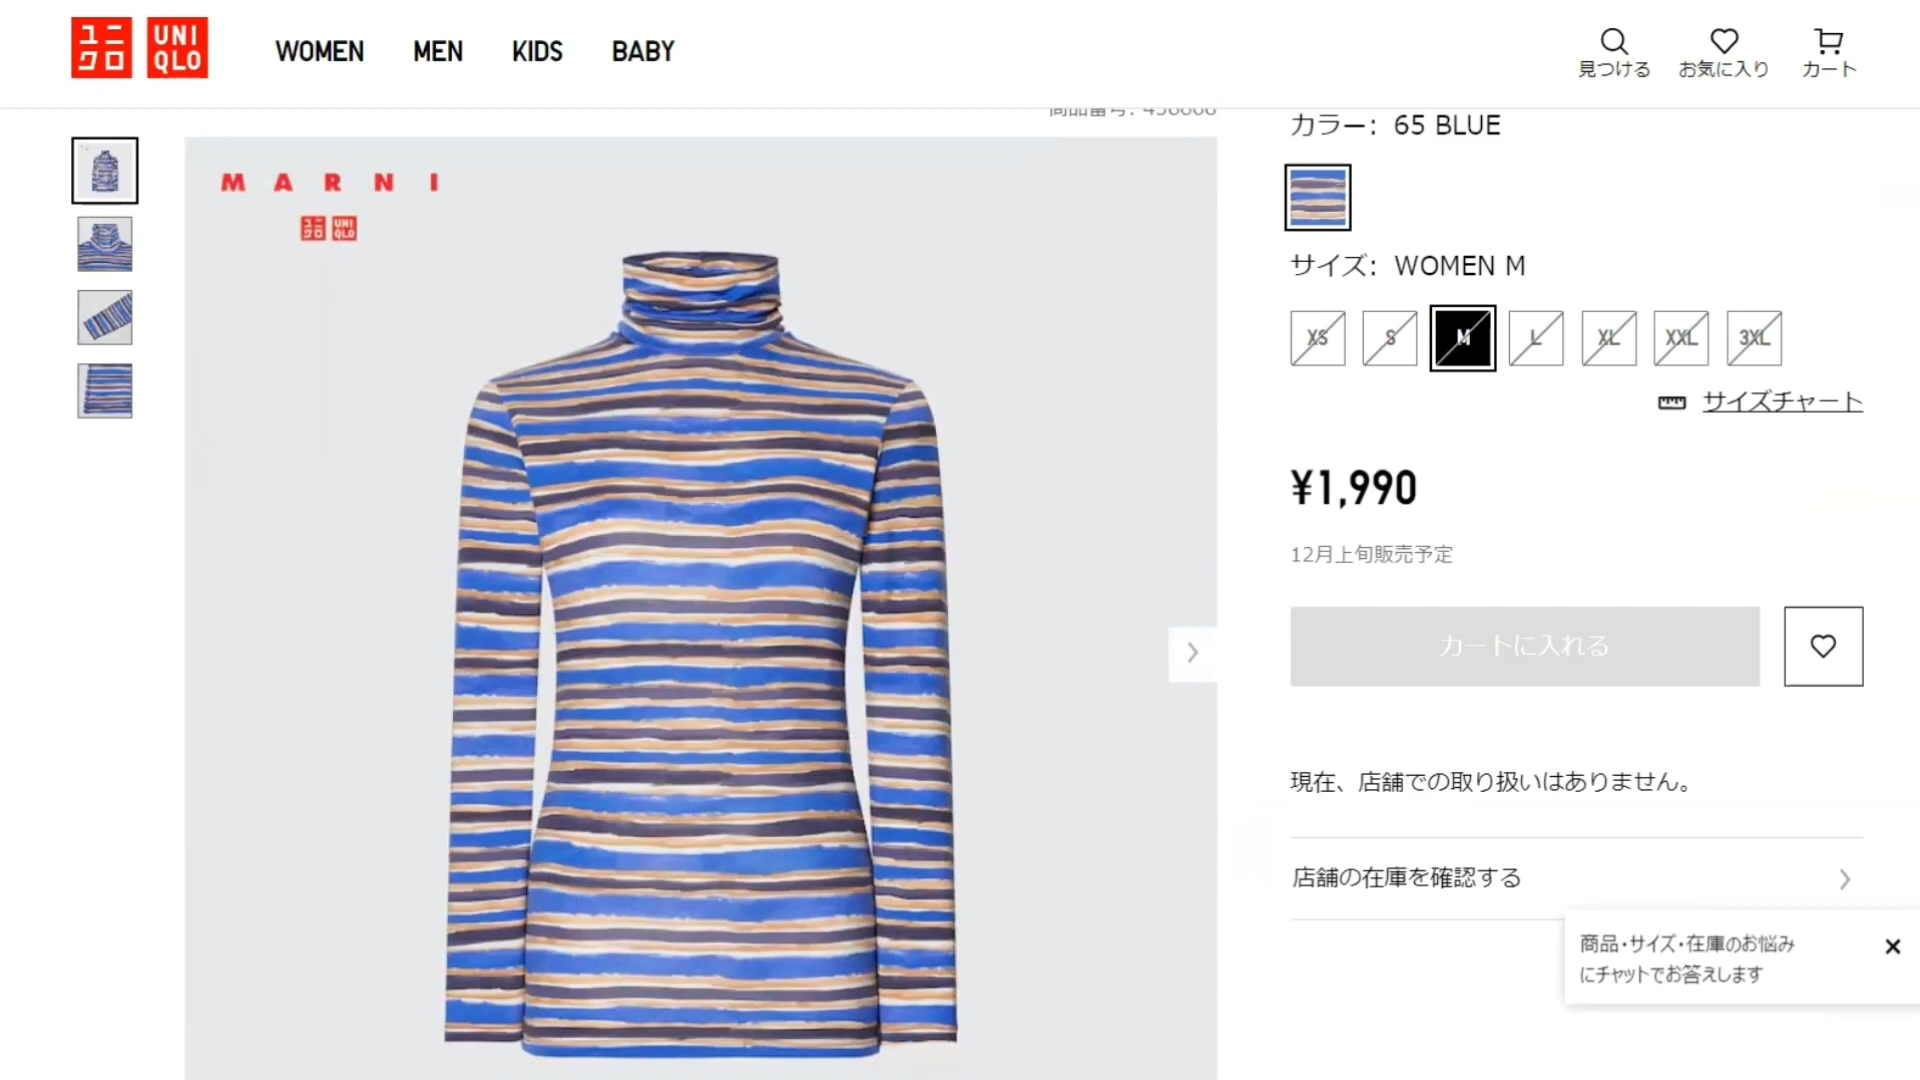 ユニクロ UNIQLO
WOMEN MEN KIDS BABY
見つける お気に入り カート
MARNI
ユニクロ UNIQLO
カラー: 65 BLUE
サイズ: WOMEN M
XS S M L XL XXL 3XL
サイズチャート
¥1,990
12月上旬販売予定
カートに入れる
現在、店舗での取り扱いはありません。
店舗の在庫を確認する
商品・サイズ・在庫のお悩み
にチャットでお答えします